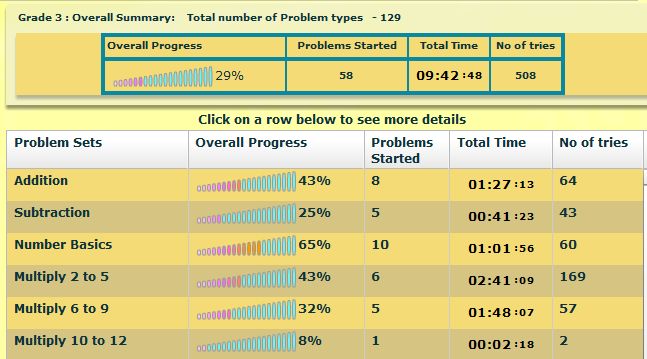 Grade 3 : Overall Summary: Total number of Problem types - 129
Overall Progress Problems Started Total Time No of tries
29% 58 09:42:48 508
Click on a row below to see more details
Problem Sets Overall Progress Problems Started Total Time No of tries
Addition 43% 8 01:27:13 64
Subtraction 25% 5 00:41:23 43
Number Basics 65% 10 01:01:56 60
Multiply 2 to 5 43% 6 02:41:09 169
Multiply 6 to 9 32% 5 01:48:07 57
Multiply 10 to 12 8% 1 00:02:18 2